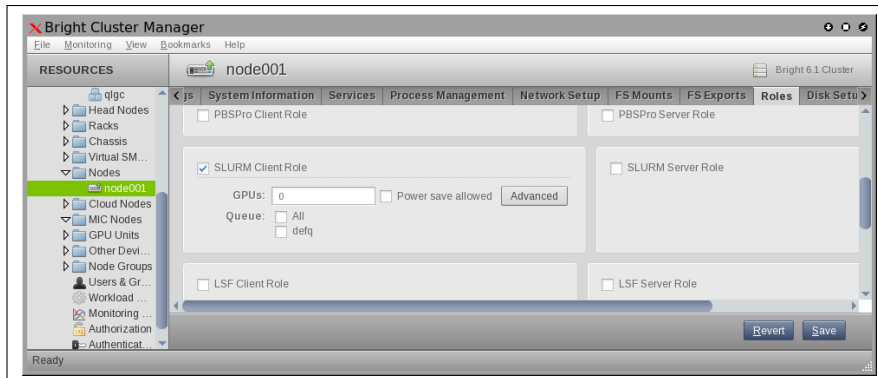 Bright Cluster Manager
File Monitoring View Bookmarks Help
RESOURCES
node001
Bright 6.1 Cluster
qlgc
Head Nodes
Racks
Chassis
Virtual SM...
Nodes
node001
Cloud Nodes
MIC Nodes
GPU Units
Other Devi...
Node Groups
Users & Gr...
Workload ...
Monitoring ...
Authorization
Authenticat...
gs System Information Services Process Management Network Setup FS Mounts FS Exports Roles Disk Setu
PBSPro Client Role
PBSPro Server Role
SLURM Client Role
SLURM Server Role
GPUs: 0 Power save allowed Advanced
Queue: All
defq
LSF Client Role
LSF Server Role
Revert Save
Ready